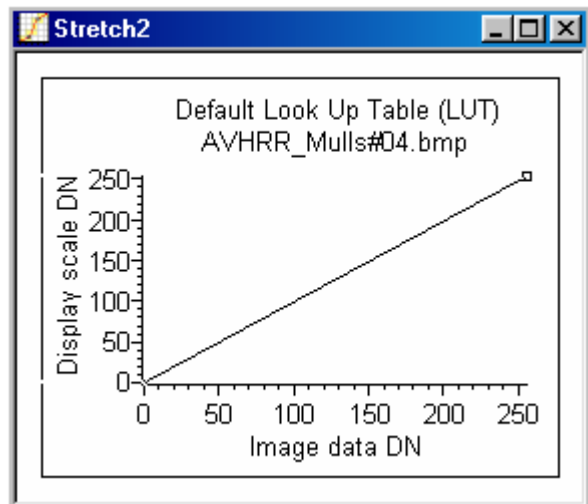 Stretch2
Default Look Up Table (LUT)
AVHRR_Mulls#04.bmp
Display scale DN
250
200
150
100
50
0
0 50 100 150 200 250
Image data DN